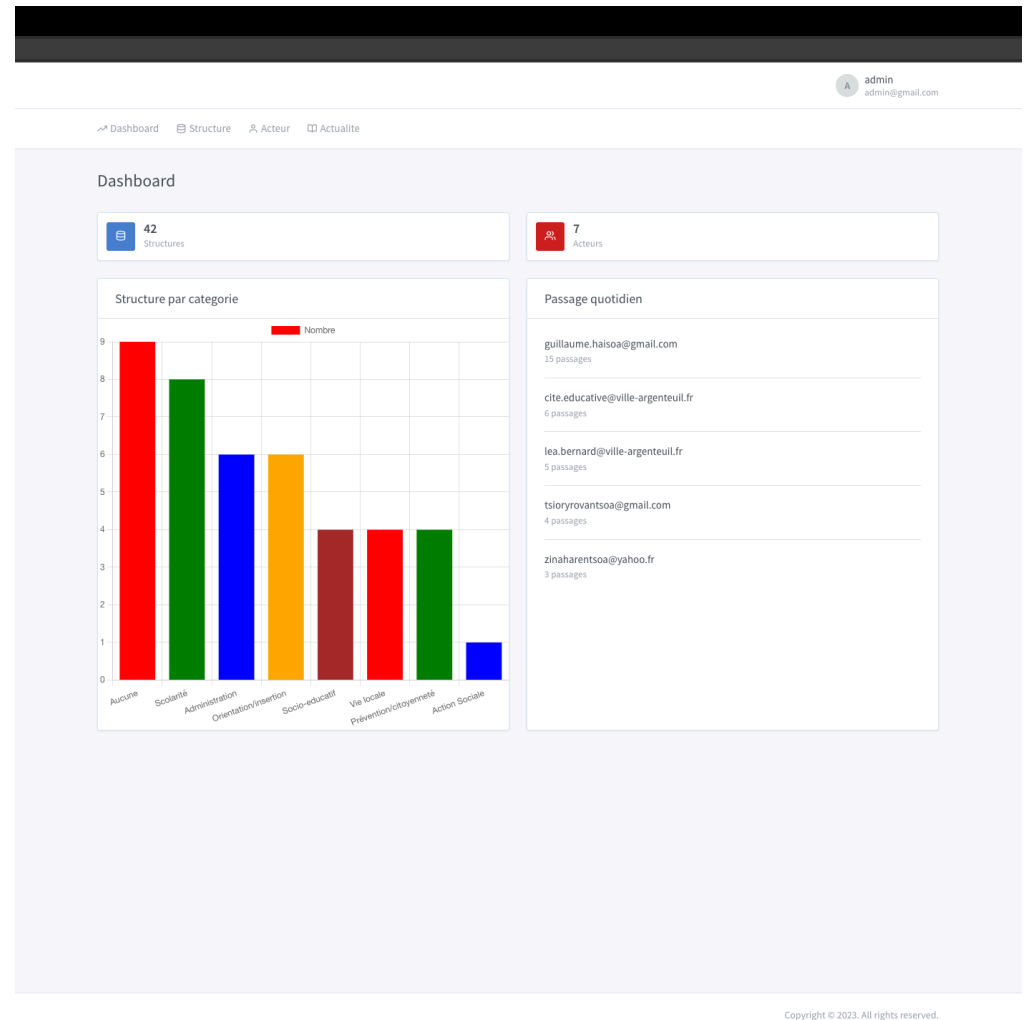 A
admin
admin@gmail.com
Dashboard
Structure
Acteur
Actualite
Dashboard
42
Structures
7
Acteurs
Structure par categorie
Nombre
9
8
7
6
5
4
3
2
1
0
Aucune
Scolarité
Administration
Orientation/insertion
Socio-educatif
Vie locale
Prévention/citoyenneté
Action Sociale
Passage quotidien
guillaume.haisoa@gmail.com
15 passages
cite.educative@ville-argenteuil.fr
6 passages
lea.bernard@ville-argenteuil.fr
5 passages
tsioryrovantsoa@gmail.com
4 passages
zinaharentsoa@yahoo.fr
3 passages
Copyright © 2023. All rights reserved.